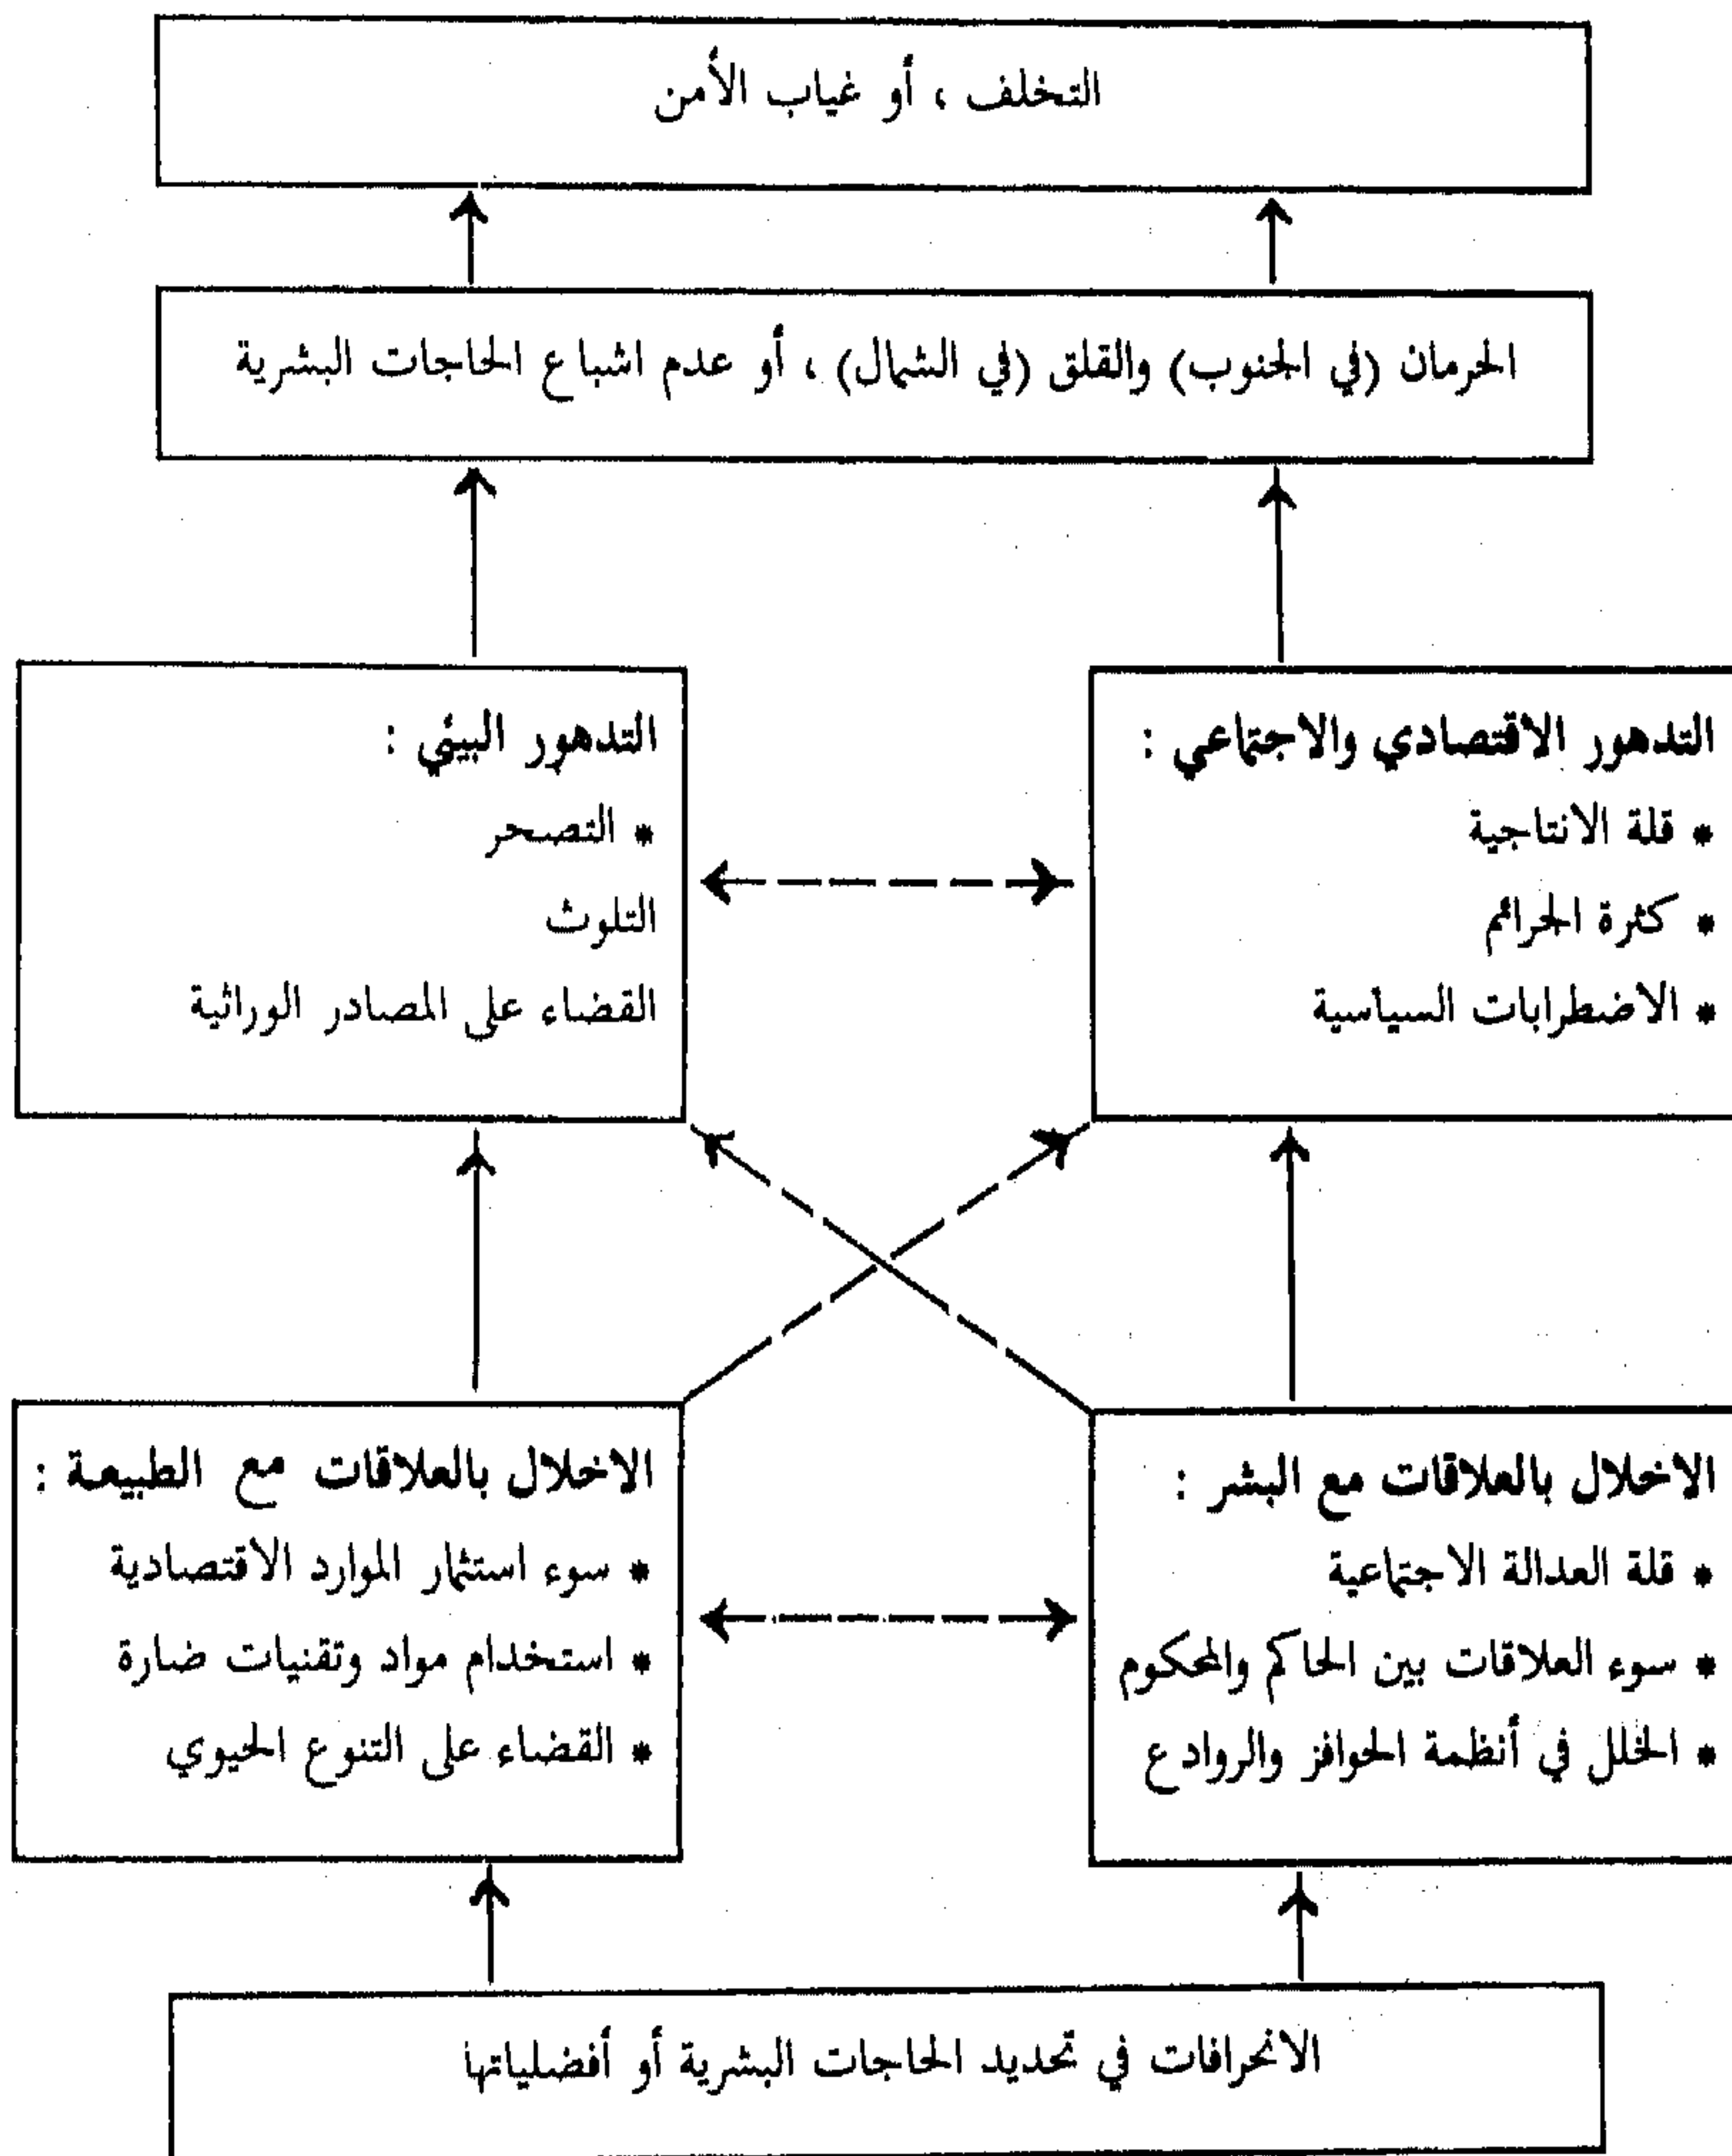 التخلف ، أو غياب الأمن
الحرمان (في الجنوب) والقلق (في الشمال) ، أو عدم اشباع الحاجات البشرية
التدهور الاقتصادي والاجتماعي :
* قلة الانتاجية
* كثرة الجرائم
* الاضطرابات السياسية
التدهور البيئي :
* التصحر
التلوث
القضاء على المصادر الوراثية
الاخلال بالعلاقات مع البشر :
* قلة العدالة الاجتماعية
* سوء العلاقات بين الحاكم والمحكوم
* الخلل في أنظمة الحوافز والروادع
الاخلال بالعلاقات مع الطبيعة :
* سوء استثمار الموارد الاقتصادية
* استخدام مواد وتقنيات ضارة
* القضاء على التنوع الحيوي
الانحرافات في تحديد الحاجات البشرية أو أفضلياتها